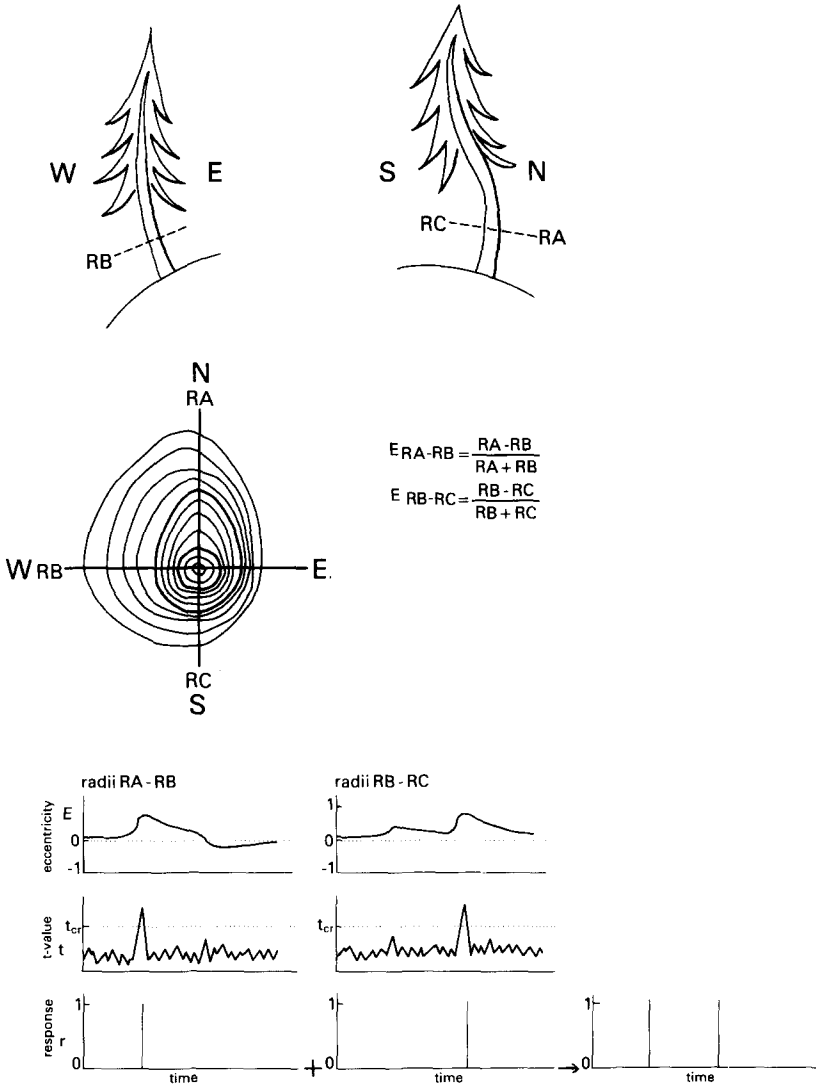 W E
RB
S N
RC RA
N
RA
W RB E.
RC
S
E RA-RB = RA-RB
RA + RB
E RB-RC = RB-RC
RB + RC
radii RA-RB
eccentricity
E
0
-1
radii RB-RC
1
0
-1
t-value
t
tcr
tcr
response
r
1
0
time
+
1
0
time
→
1
0
time